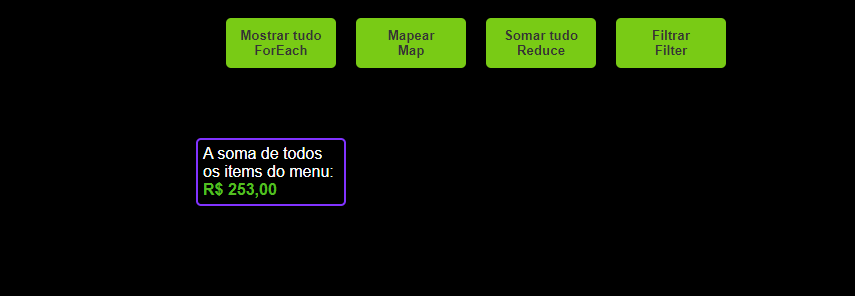 Mostrar tudo
ForEach
Mapear
Map
Somar tudo
Reduce
Filtrar
Filter
A soma de todos
os items do menu:
R$ 253,00